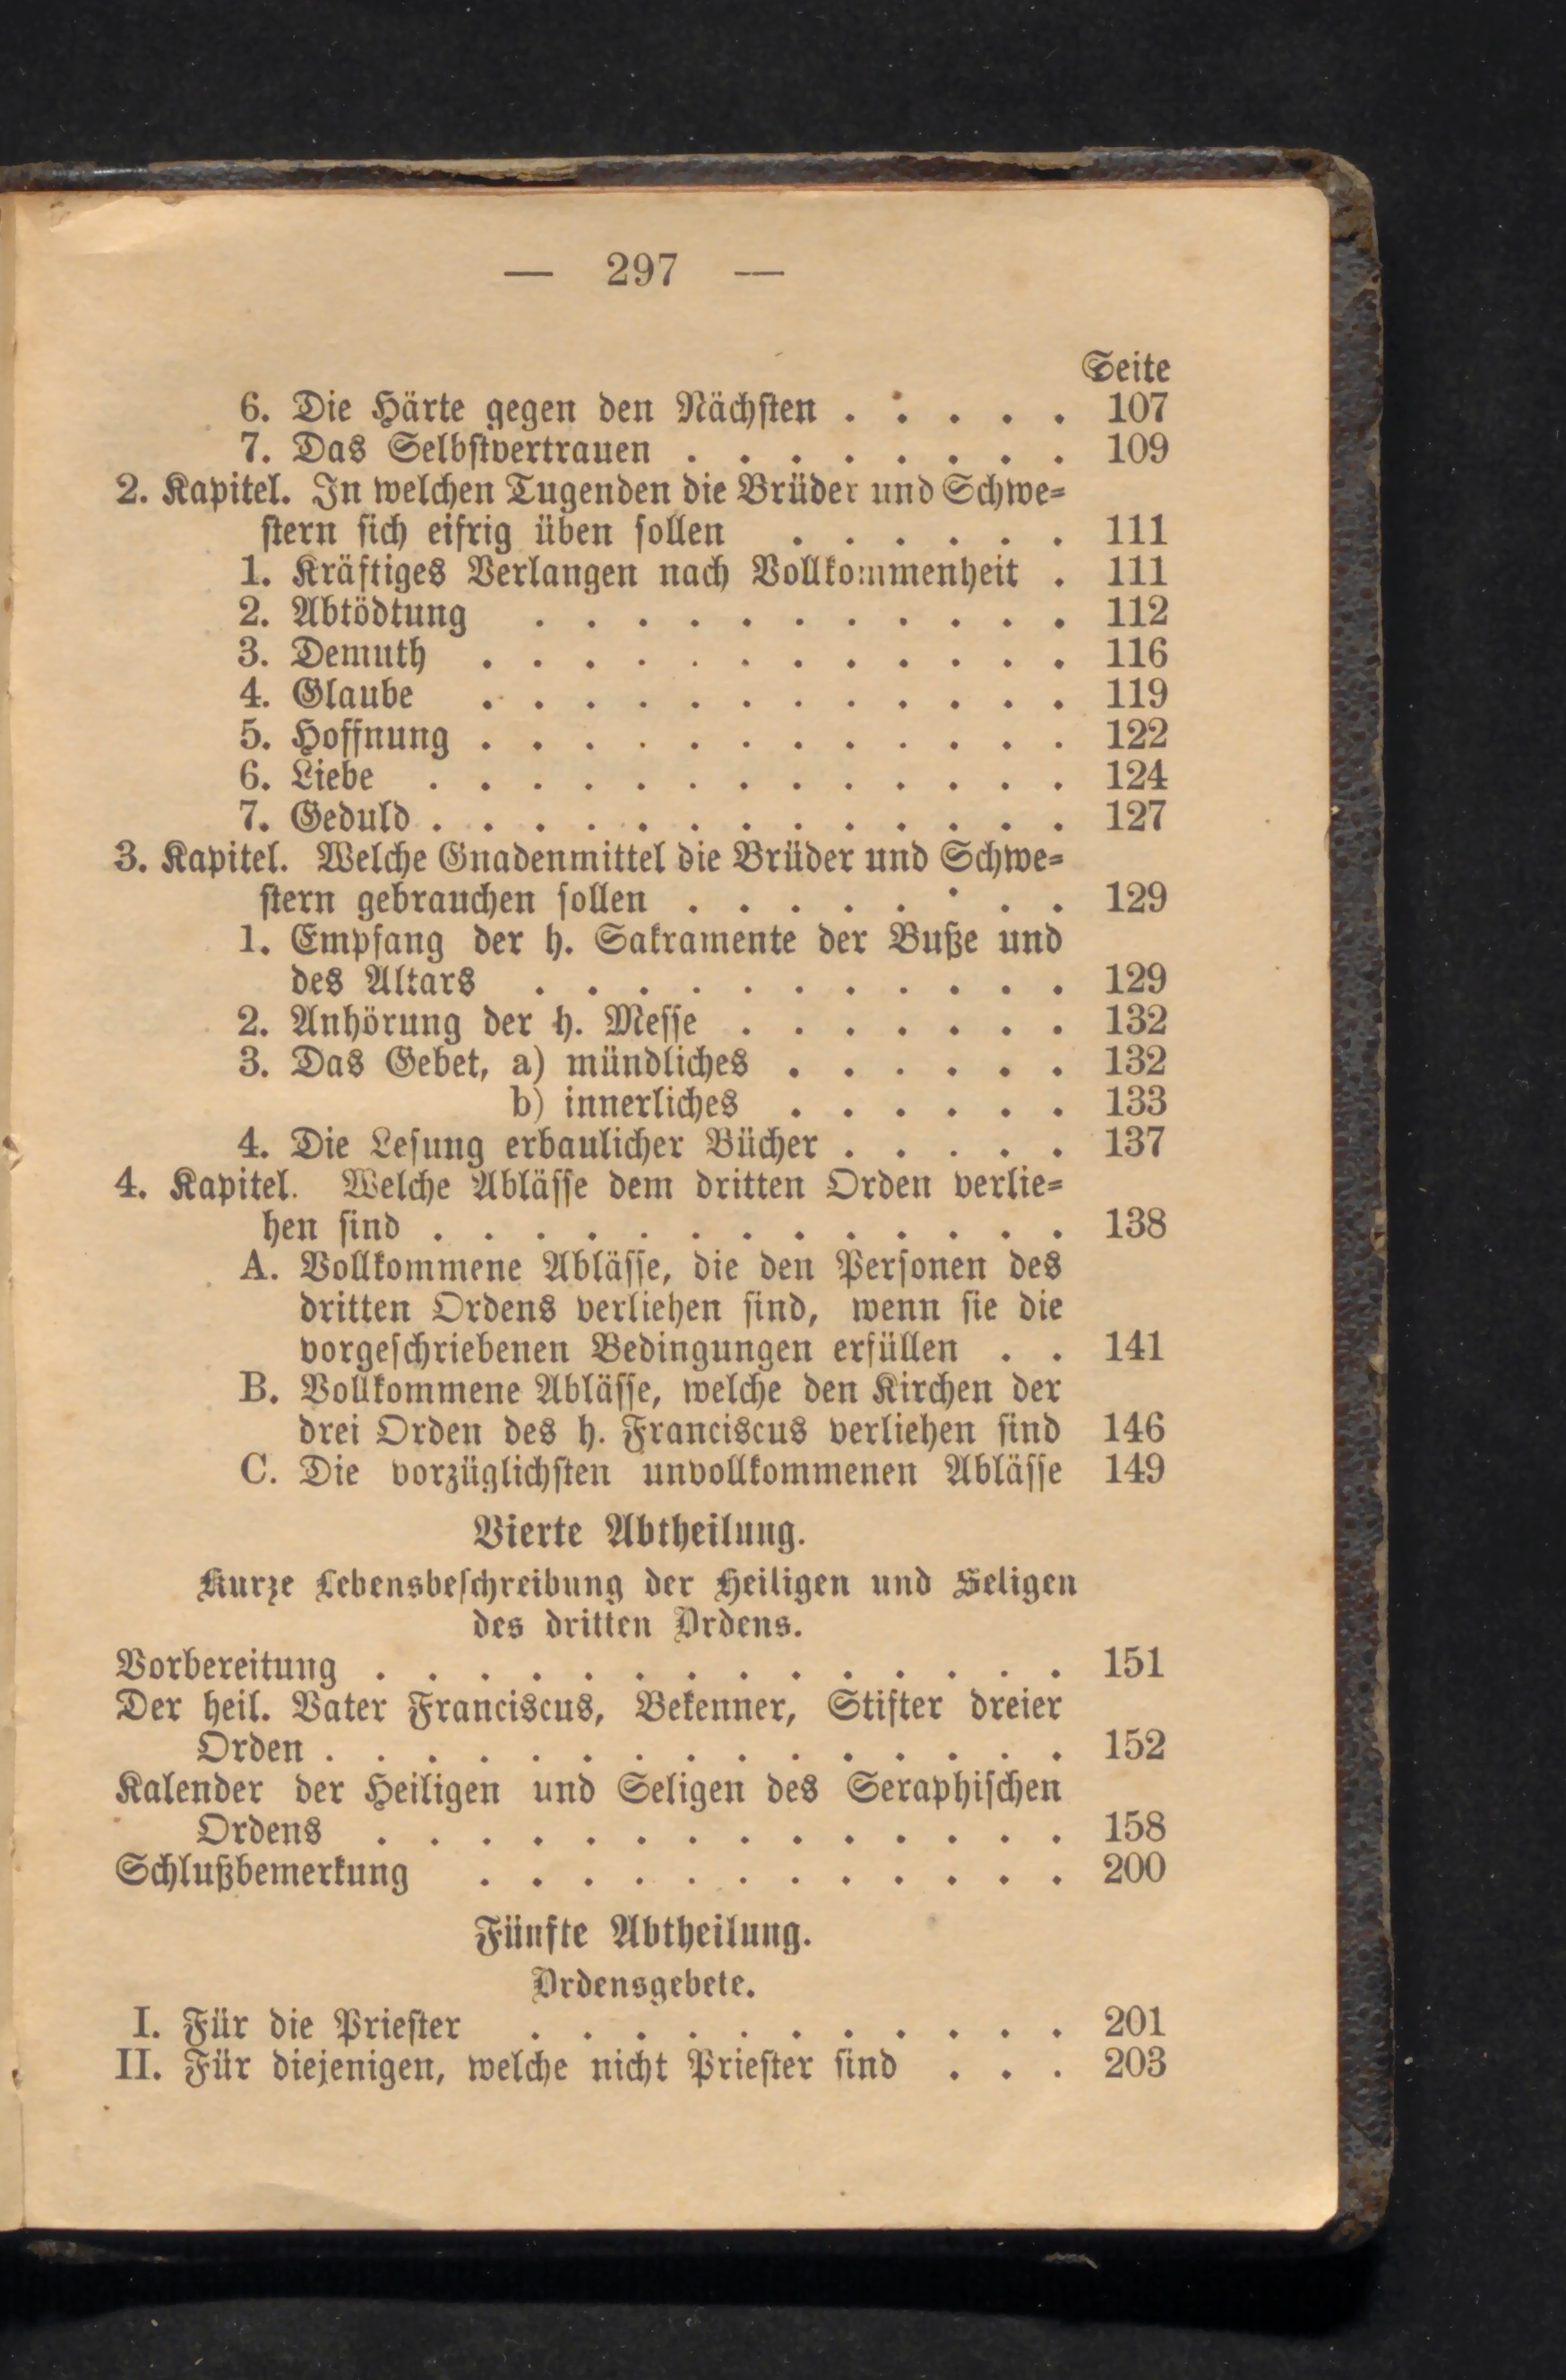 — 297 —
Seite
6. Die Härte gegen den Nächsten . . . . . 107
7. Das Selbstvertrauen . . . . . . . . 109
2. Kapitel. In welchen Tugenden die Brüder und Schwe=
stern sich eifrig üben sollen . . . . . . 111
1. Kräftiges Verlangen nach Vollkommenheit . 111
2. Abtödtung . . . . . . . . . . . 112
3. Demuth . . . . . . . . . . . . 116
4. Glaube . . . . . . . . . . . . 119
5. Hoffnung . . . . . . . . . . . . 122
6. Liebe . . . . . . . . . . . . . 124
7. Geduld . . . . . . . . . . . . . 127
3. Kapitel. Welche Gnadenmittel die Brüder und Schwe=
stern gebrauchen sollen . . . . . . . . 129
1. Empfang der h. Sakramente der Buße und
des Altars . . . . . . . . . . . 129
2. Anhörung der h. Messe . . . . . . . 132
3. Das Gebet, a) mündliches . . . . . . 132
b) innerliches . . . . . . 133
4. Die Lesung erbaulicher Bücher . . . . . 137
4. Kapitel. Welche Ablässe dem dritten Orden verlie=
hen sind . . . . . . . . . . . . . 138
A. Vollkommene Ablässe, die den Personen des
dritten Ordens verliehen sind, wenn sie die
vorgeschriebenen Bedingungen erfüllen . . 141
B. Vollkommene Ablässe, welche den Kirchen der
drei Orden des h. Franciscus verliehen sind 146
C. Die vorzüglichsten unvollkommenen Ablässe 149
Vierte Abtheilung.
Kurze Lebensbeschreibung der Heiligen und Seligen
des dritten Ordens.
Vorbereitung . . . . . . . . . . . . . . 151
Der heil. Vater Franciscus, Bekenner, Stifter dreier
Orden . . . . . . . . . . . . . . . 152
Kalender der Heiligen und Seligen des Seraphischen
Ordens . . . . . . . . . . . . . . 158
Schlußbemerkung . . . . . . . . . . . . 200
Fünfte Abtheilung.
Ordensgebete.
I. Für die Priester . . . . . . . . . . . 201
II. Für diejenigen, welche nicht Priester sind . . . 203